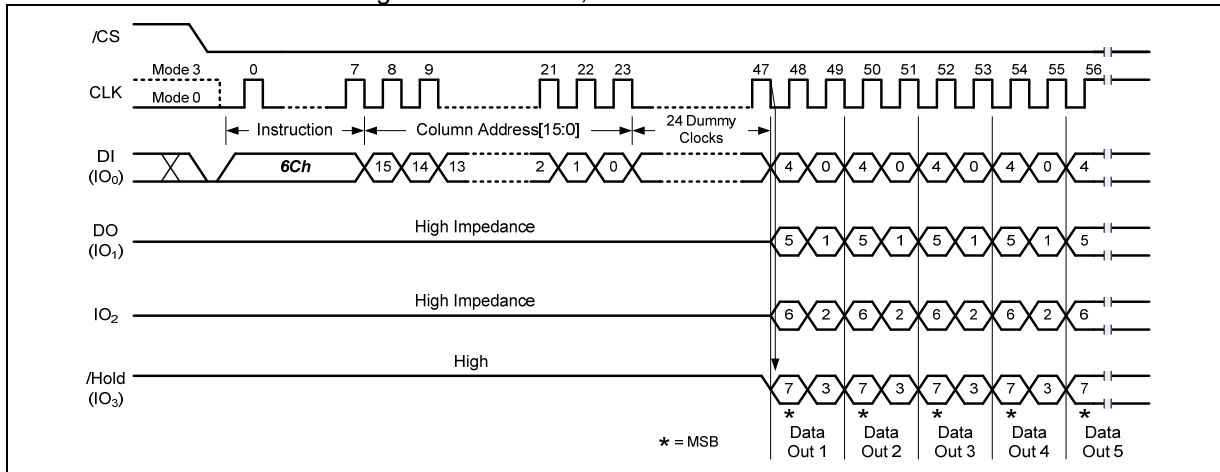 /CS
Mode 3 0 7 8 9 21 22 23 47 48 49 50 51 52 53 54 55 56
CLK
Mode 0
Instruction Column Address[15:0] 24 Dummy
Clocks
DI
(IO₀)
6Ch 15 14 13 2 1 0 4 0 4 0 4 0 4 0 4
High Impedance
DO
(IO₁)
5 1 5 1 5 1 5 1 5
High Impedance
IO₂ 6 2 6 2 6 2 6 2 6
High
/Hold
(IO₃)
7 3 7 3 7 3 7 3 7
* * * * *
* = MSB
Data Data Data Data Data
Out 1 Out 2 Out 3 Out 4 Out 5